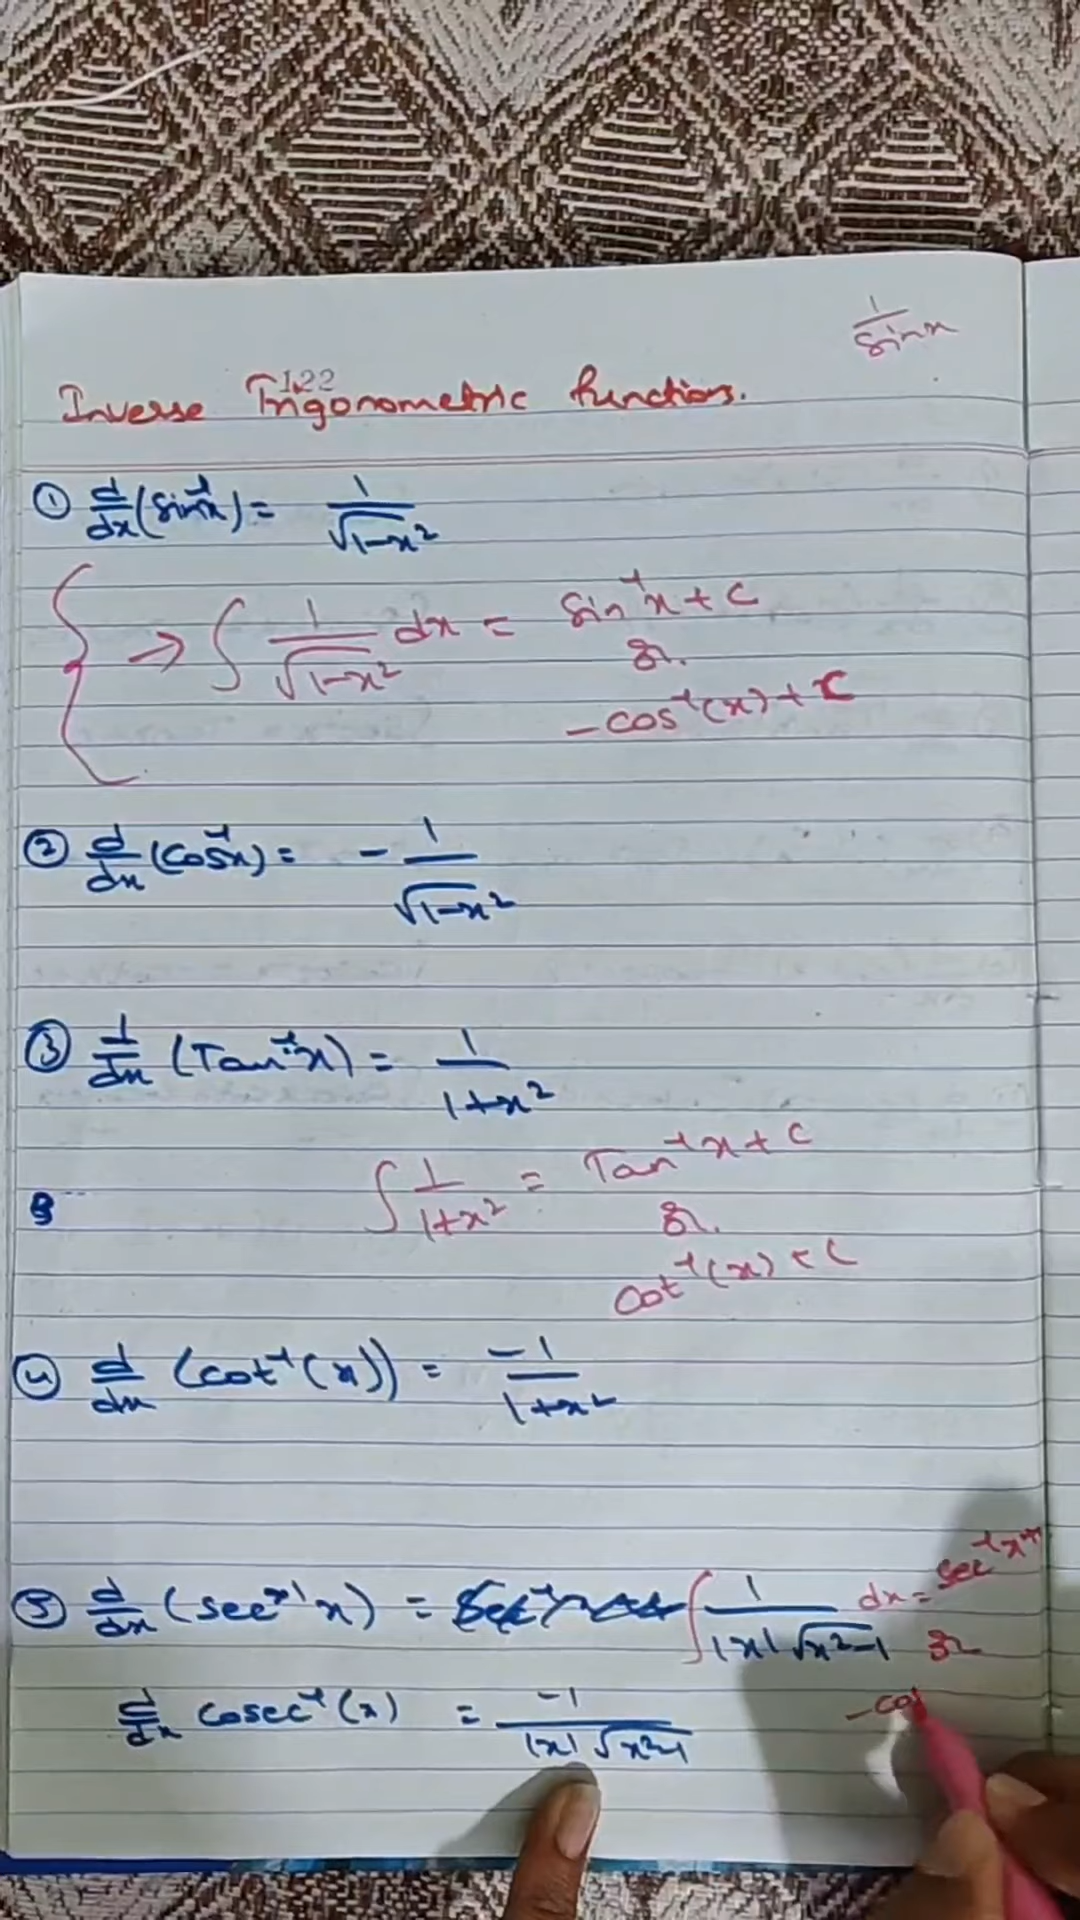 1/sinx
Inverse Trigonometric functions.
122
① d/dx (sin⁻¹x) = 1/√1-x²
→ ∫ 1/√1-x² dx = sin⁻¹x + C
or.
-cos⁻¹(x) + C
② d/dx (cos⁻¹x) = - 1/√1-x²
③ d/dx (Tan⁻¹x) = 1/1+x²
∫ 1/1+x² = Tan⁻¹x + C
or.
cot⁻¹(x) + C
④ d/dx (cot⁻¹(x)) = -1/1+x²
⑤ d/dx (sec⁻¹x) = ∫ 1/|x|√x²-1 dx = sec⁻¹x+
or
d/dx cosec⁻¹(x) = -1/|x|√x²-1
-co